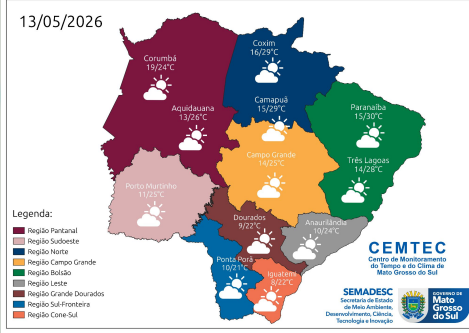 13/05/2026
Corumbá
19/24°C
Coxim
16/29°C
Aquidauana
13/26°C
Camapuã
15/29°C
Paranaíba
15/30°C
Campo Grande
14/25°C
Três Lagoas
14/28°C
Porto Murtinho
11/25°C
Dourados
9/22°C
Anaurilândia
10/24°C
Ponta Porã
10/21°C
Iguatemi
8/22°C
Legenda:
Região Pantanal
Região Sudoeste
Região Norte
Região Campo Grande
Região Bolsão
Região Leste
Região Grande Dourados
Região Sul-Fronteira
Região Cone-Sul
CEMTEC
Centro de Monitoramento
do Tempo e do Clima de
Mato Grosso do Sul
SEMADESC
Secretaria de Estado
de Meio Ambiente,
Desenvolvimento, Ciência,
Tecnologia e Inovação
GOVERNO DE
Mato
Grosso
do Sul